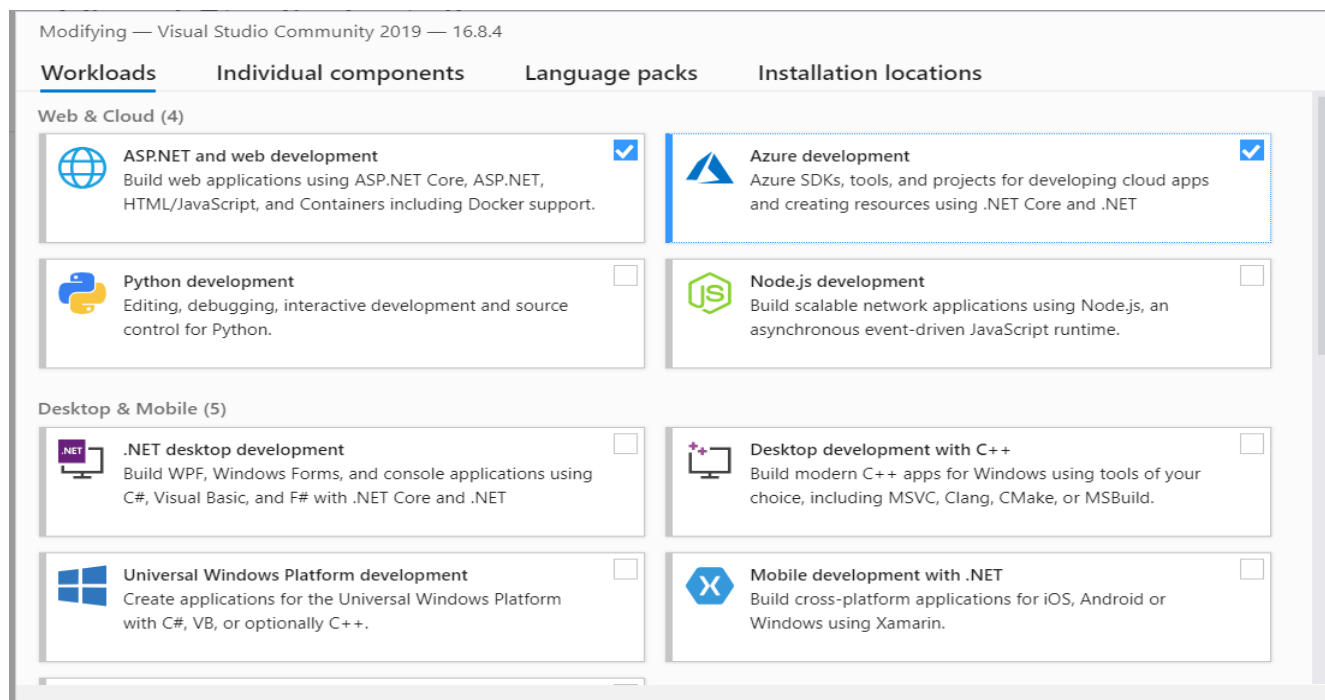 Modifying — Visual Studio Community 2019 — 16.8.4
Workloads Individual components Language packs Installation locations
Web & Cloud (4)
ASP.NET and web development
Build web applications using ASP.NET Core, ASP.NET,
HTML/JavaScript, and Containers including Docker support.
Azure development
Azure SDKs, tools, and projects for developing cloud apps
and creating resources using .NET Core and .NET
Python development
Editing, debugging, interactive development and source
control for Python.
JS
Node.js development
Build scalable network applications using Node.js, an
asynchronous event-driven JavaScript runtime.
Desktop & Mobile (5)
.NET
.NET desktop development
Build WPF, Windows Forms, and console applications using
C#, Visual Basic, and F# with .NET Core and .NET
Desktop development with C++
Build modern C++ apps for Windows using tools of your
choice, including MSVC, Clang, CMake, or MSBuild.
Universal Windows Platform development
Create applications for the Universal Windows Platform
with C#, VB, or optionally C++.
Mobile development with .NET
Build cross-platform applications for iOS, Android or
Windows using Xamarin.